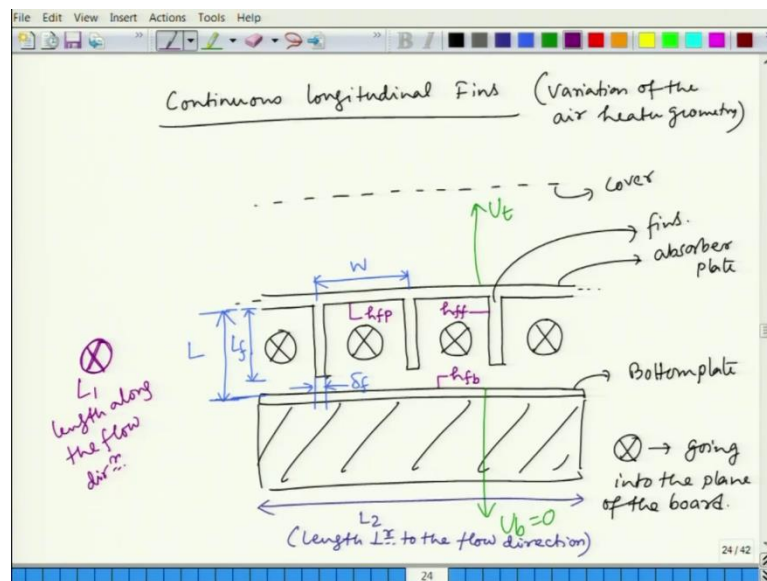 File Edit View Insert Actions Tools Help
B I
Continuous longitudinal Fins (Variation of the
air heater geometry)
cover
Ut
fins.
absorber
plate
W
hfp
hff
L
Lf
δf
hfb
Bottom plate
L1
length along
the flow
dirⁿ.
→ going
into the plane
of the board.
L2
Ub=0
(length ⊥ʳ. to the flow direction)
24/42
24